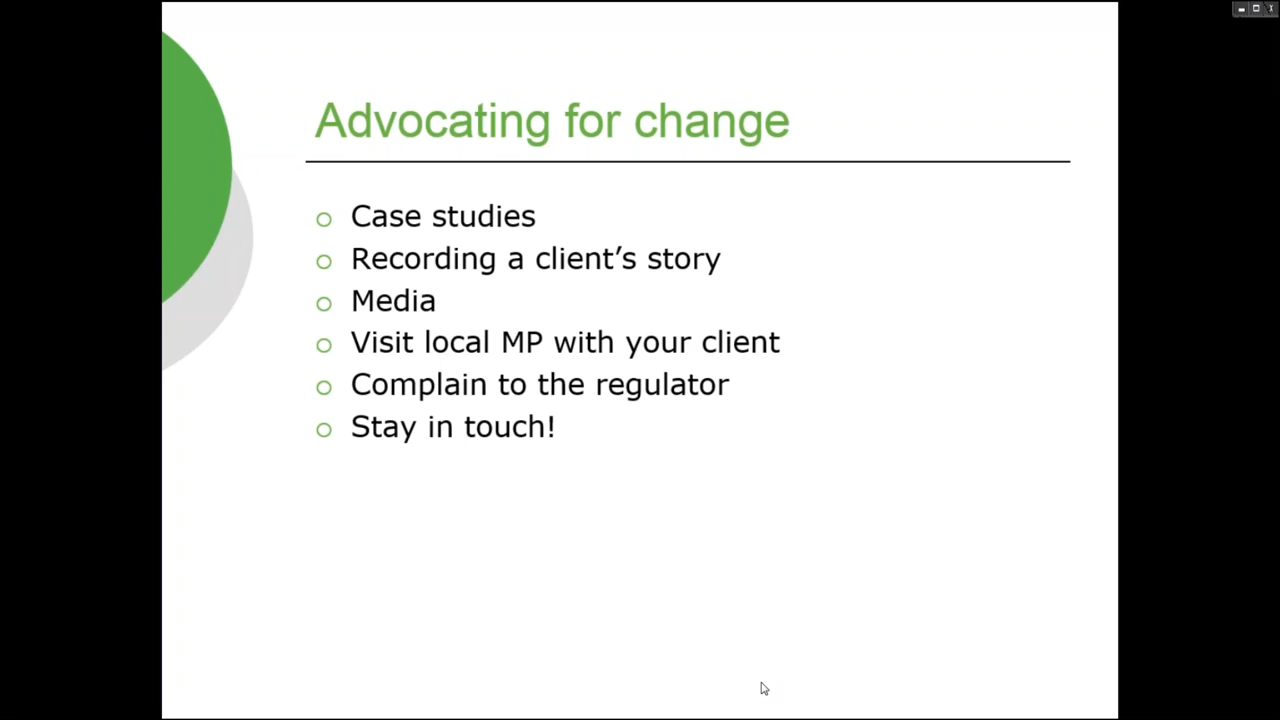 Advocating for change
Case studies
Recording a client’s story
Media
Visit local MP with your client
Complain to the regulator
Stay in touch!